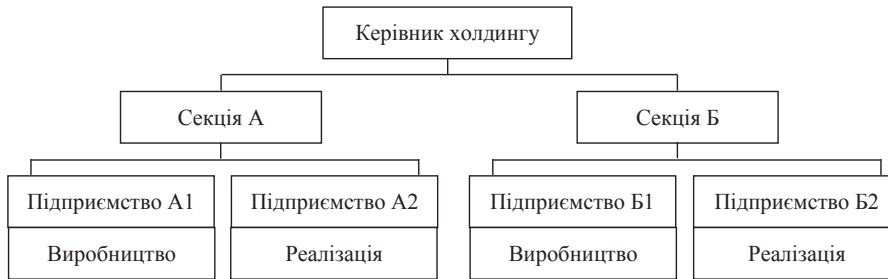 Керівник холдингу
Секція А
Секція Б
Підприємство А1
Підприємство А2
Підприємство Б1
Підприємство Б2
Виробництво
Реалізація
Виробництво
Реалізація